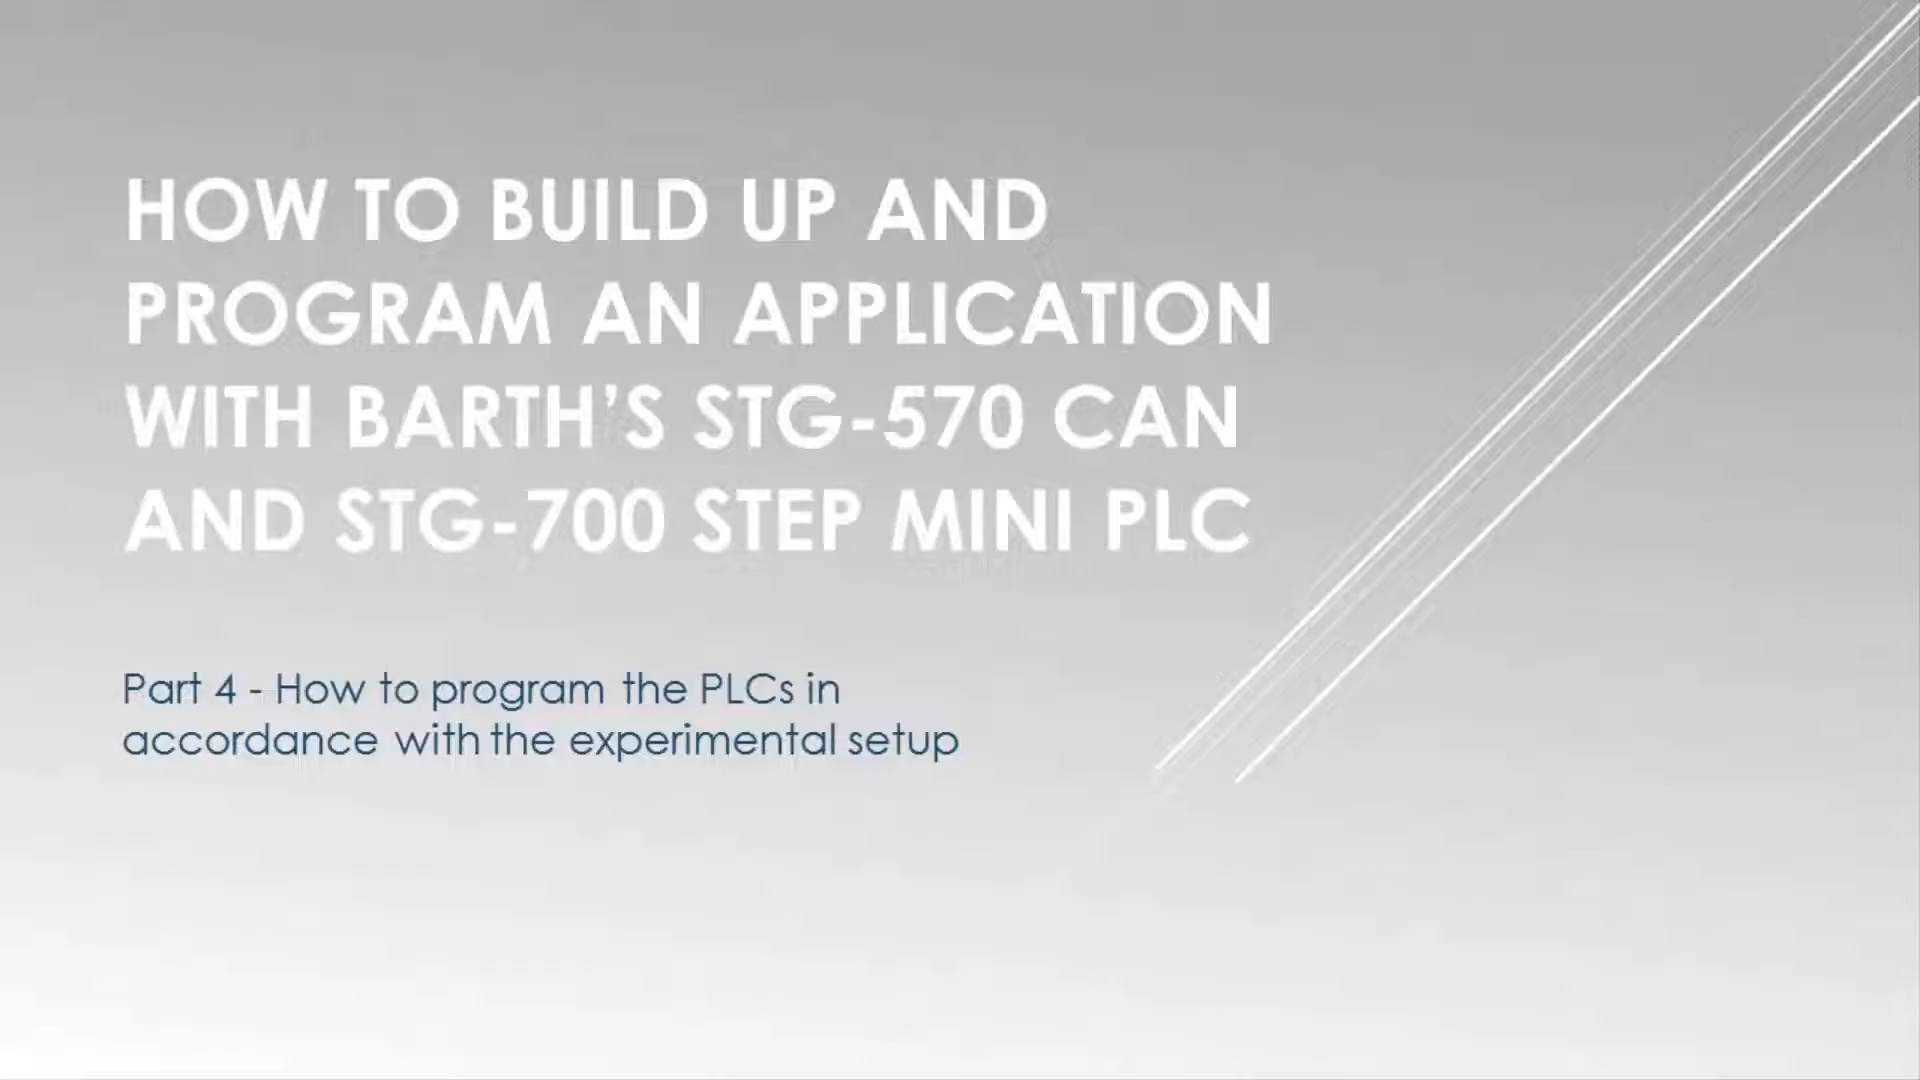 HOW TO BUILD UP AND
PROGRAM AN APPLICATION
WITH BARTH’S STG-570 CAN
AND STG-700 STEP MINI PLC
Part 4 - How to program the PLCs in
accordance with the experimental setup